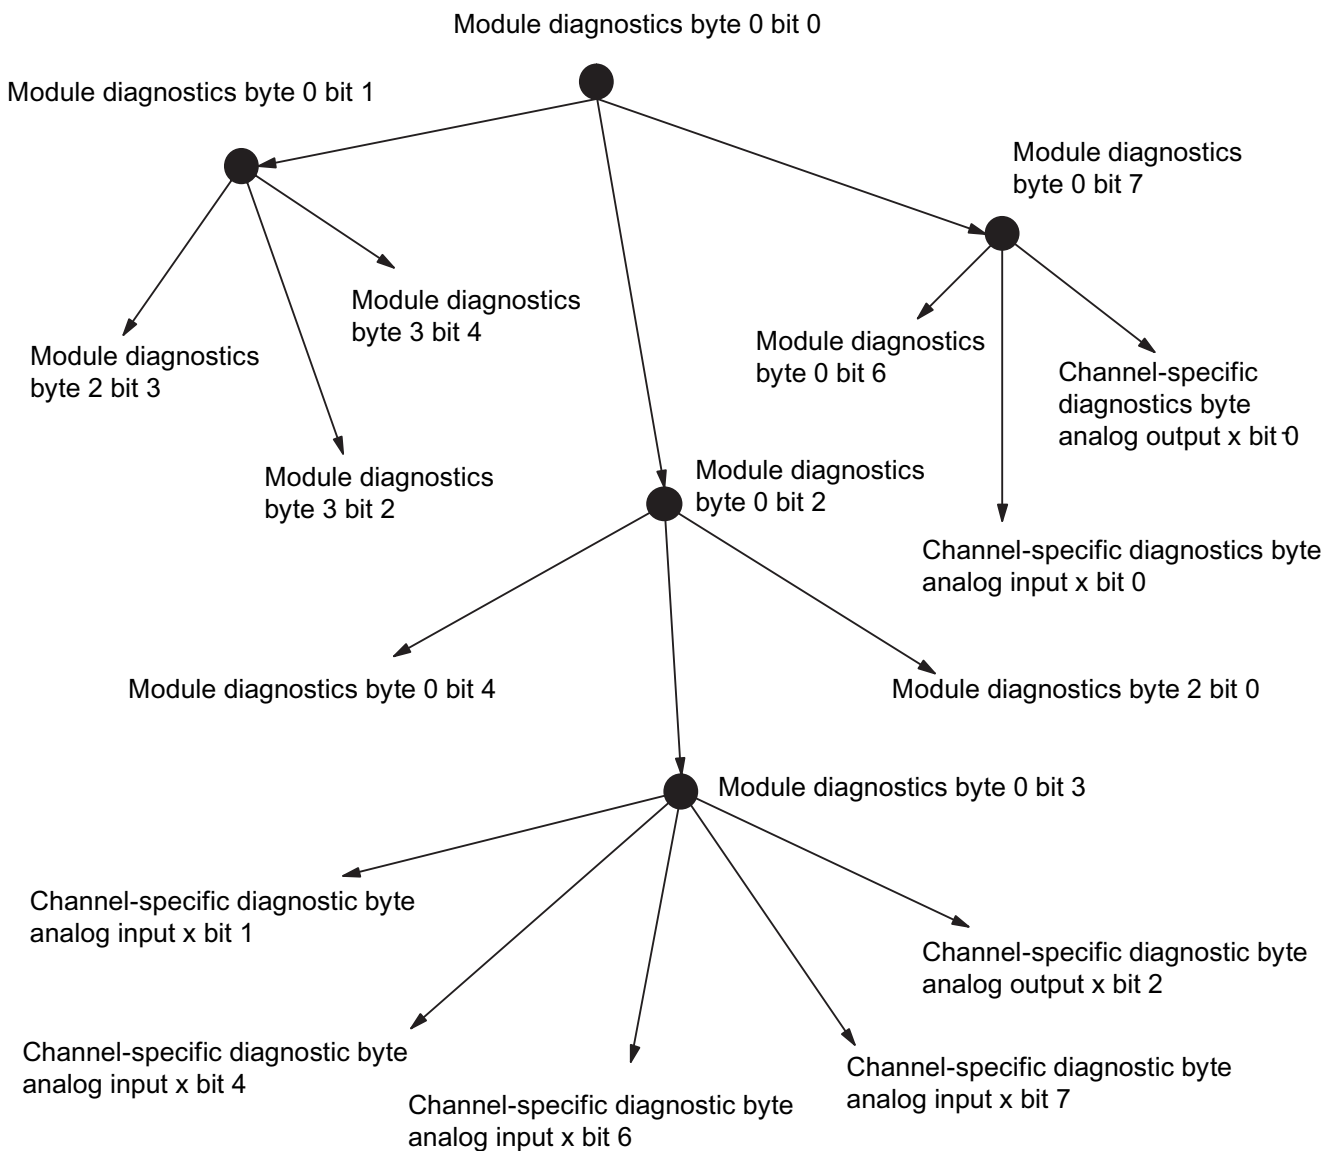 Module diagnostics byte 0 bit 0
Module diagnostics byte 0 bit 1
Module diagnostics
byte 0 bit 7
Module diagnostics
byte 3 bit 4
Module diagnostics
byte 2 bit 3
Module diagnostics
byte 0 bit 6
Channel-specific
diagnostics byte
analog output x bit 0
Module diagnostics
byte 3 bit 2
Module diagnostics
byte 0 bit 2
Channel-specific diagnostics byte
analog input x bit 0
Module diagnostics byte 0 bit 4
Module diagnostics byte 2 bit 0
Module diagnostics byte 0 bit 3
Channel-specific diagnostic byte
analog input x bit 1
Channel-specific diagnostic byte
analog output x bit 2
Channel-specific diagnostic byte
analog input x bit 4
Channel-specific diagnostic byte
analog input x bit 7
Channel-specific diagnostic byte
analog input x bit 6